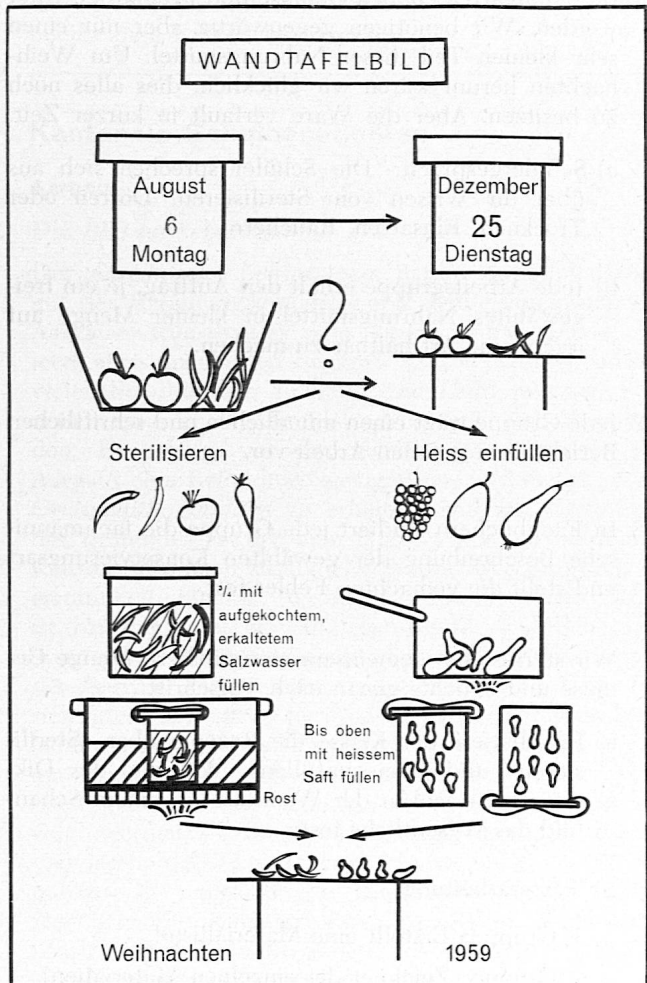 WANDTAFELBILD
August
6
Montag
Dezember
25
Dienstag
?
Sterilisieren
Heiss einfüllen
¾ mit
aufgekochtem,
erkaltetem
Salzwasser
füllen
Bis oben
mit heissem
Saft füllen
Rost
Weihnachten 1959